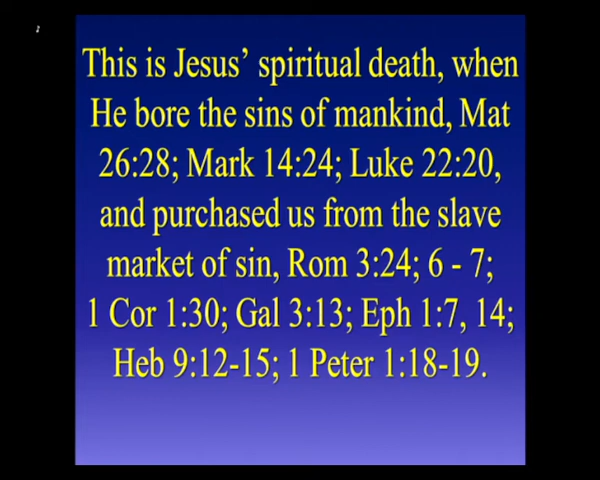 This is Jesus’ spiritual death, when
He bore the sins of mankind, Mat
26:28; Mark 14:24; Luke 22:20,
and purchased us from the slave
market of sin, Rom 3:24; 6 - 7;
1 Cor 1:30; Gal 3:13; Eph 1:7, 14;
Heb 9:12-15; 1 Peter 1:18-19.